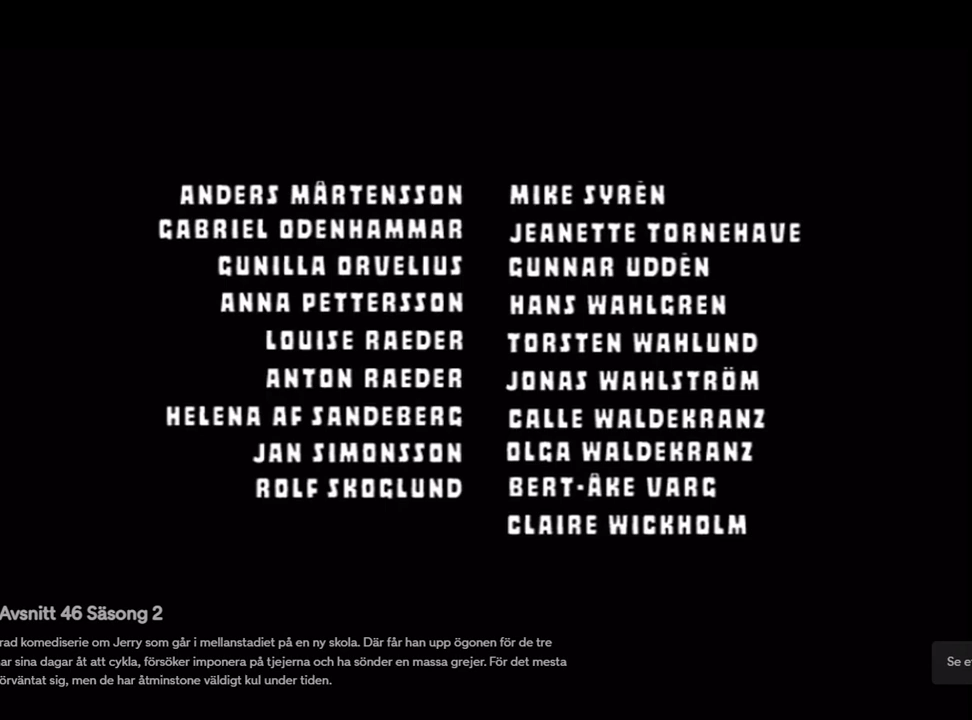 ANDERS MÅRTENSSON
GABRIEL ODENHAMMAR
GUNILLA ORVELIUS
ANNA PETTERSSON
LOUISE RAEDER
ANTON RAEDER
HELENA AF SANDEBERG
JAN SIMONSSON
ROLF SKOGLUND
MIKE SYRÈN
JEANETTE TORNEHAVE
GUNNAR UDDÈN
HANS WAHLGREN
TORSTEN WAHLUND
JONAS WAHLSTRÖM
CALLE WALDEKRANZ
OLGA WALDEKRANZ
BERT-ÅKE VARG
CLAIRE WICKHOLM
Avsnitt 46 Säsong 2
rad komediserie om Jerry som går i mellanstadiet på en ny skola. Där får han upp ögonen för de tre
ar sina dagar åt att cykla, försöker imponera på tjejerna och ha sönder en massa grejer. För det mesta
örväntat sig, men de har åtminstone väldigt kul under tiden.
Se e